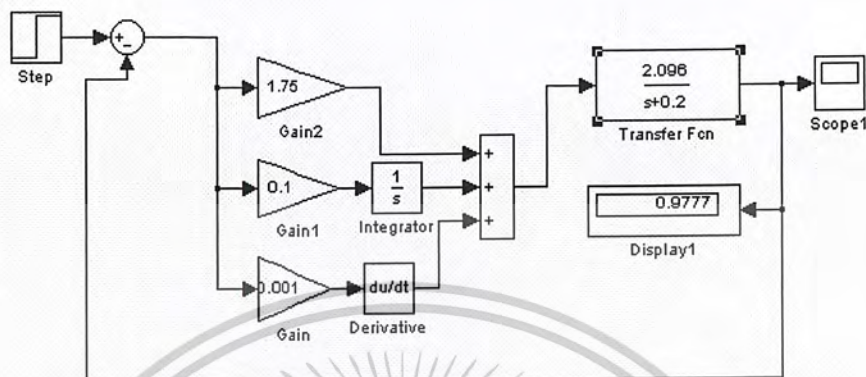 Step
+
-
1.75
Gain2
0.1
Gain1
1
s
Integrator
0.001
Gain
du/dt
Derivative
+
+
+
2.096
s+0.2
Transfer Fcn
Scope1
0.9777
Display1